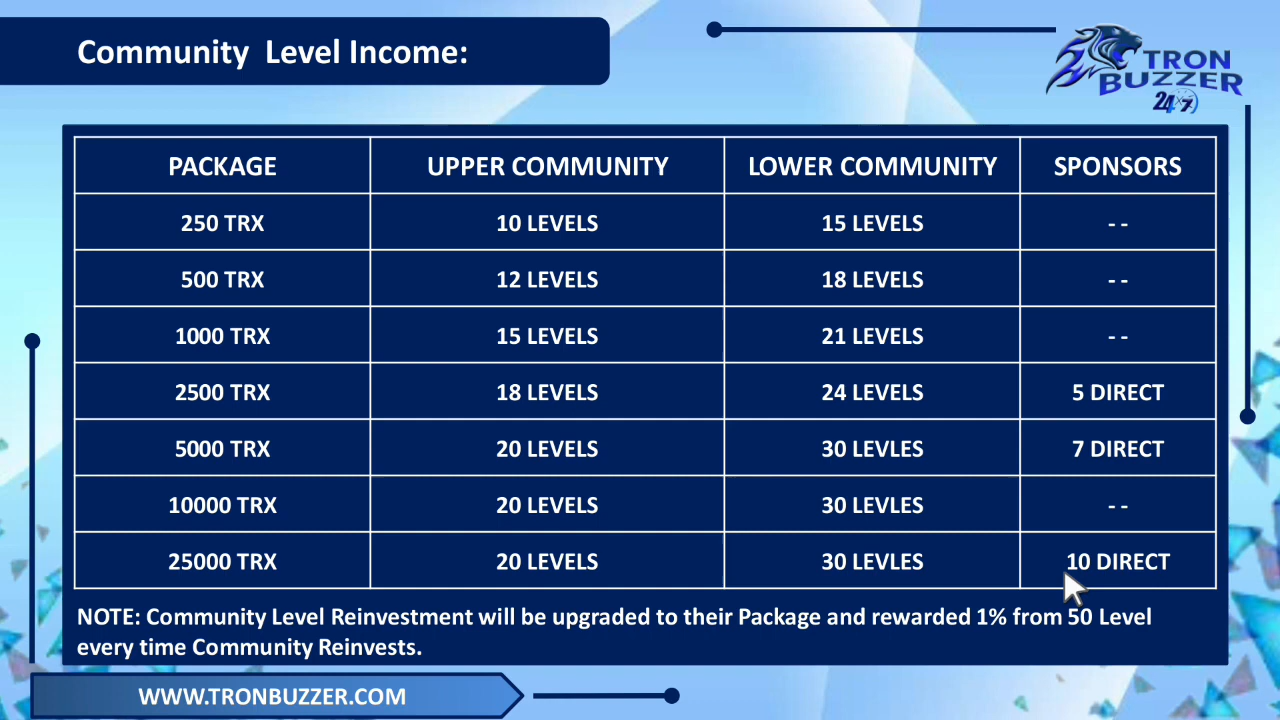 Community Level Income:
TRON
BUZZER
24x7
PACKAGE UPPER COMMUNITY LOWER COMMUNITY SPONSORS
250 TRX 10 LEVELS 15 LEVELS - -
500 TRX 12 LEVELS 18 LEVELS - -
1000 TRX 15 LEVELS 21 LEVELS - -
2500 TRX 18 LEVELS 24 LEVELS 5 DIRECT
5000 TRX 20 LEVELS 30 LEVLES 7 DIRECT
10000 TRX 20 LEVELS 30 LEVLES - -
25000 TRX 20 LEVELS 30 LEVLES 10 DIRECT
NOTE: Community Level Reinvestment will be upgraded to their Package and rewarded 1% from 50 Level
every time Community Reinvests.
WWW.TRONBUZZER.COM